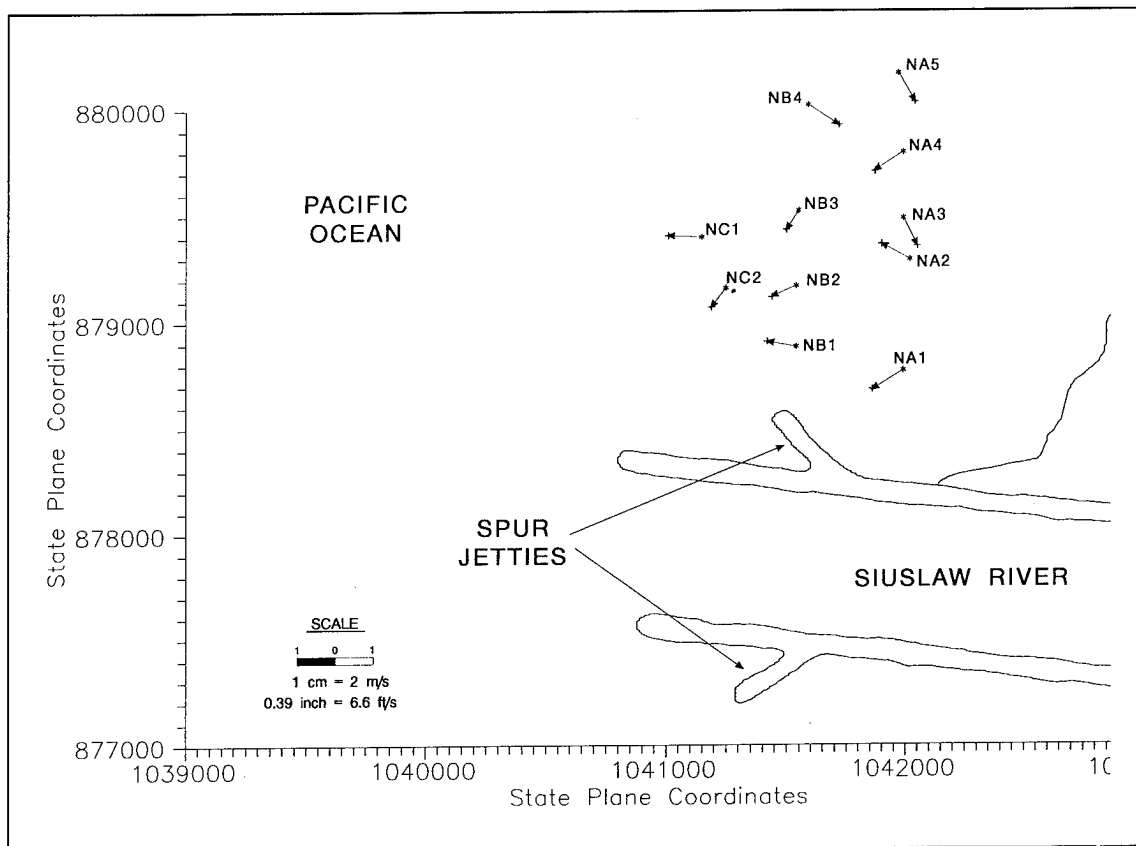 NA5
NB4
880000
NA4
PACIFIC
OCEAN
NB3
NA3
NC1
NA2
NC2
NB2
879000
NB1
NA1
State Plane Coordinates
878000
SPUR
JETTIES
SIUSLAW RIVER
SCALE
1 0 1
1 cm = 2 m/s
0.39 inch = 6.6 ft/s
877000
1039000 1040000 1041000 1042000 10
State Plane Coordinates